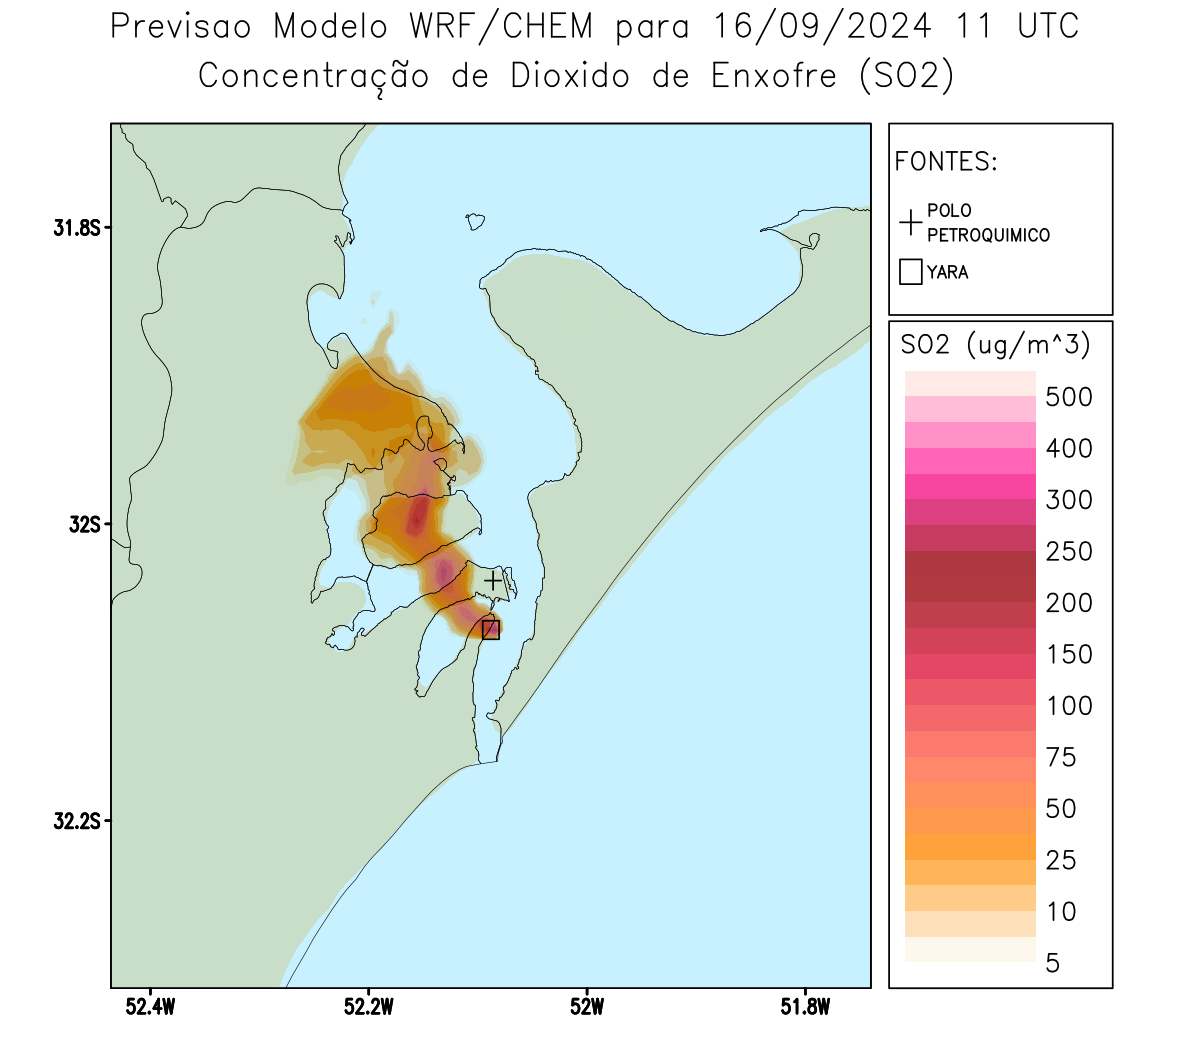 Previsao Modelo WRF/CHEM para 16/09/2024 11 UTC
Concentração de Dioxido de Enxofre (SO2)
FONTES:
POLO
PETROQUIMICO
YARA
SO2 (ug/m^3)
500
400
300
250
200
150
100
75
50
25
10
5
31.8S
32S
32.2S
52.4W
52.2W
52W
51.8W